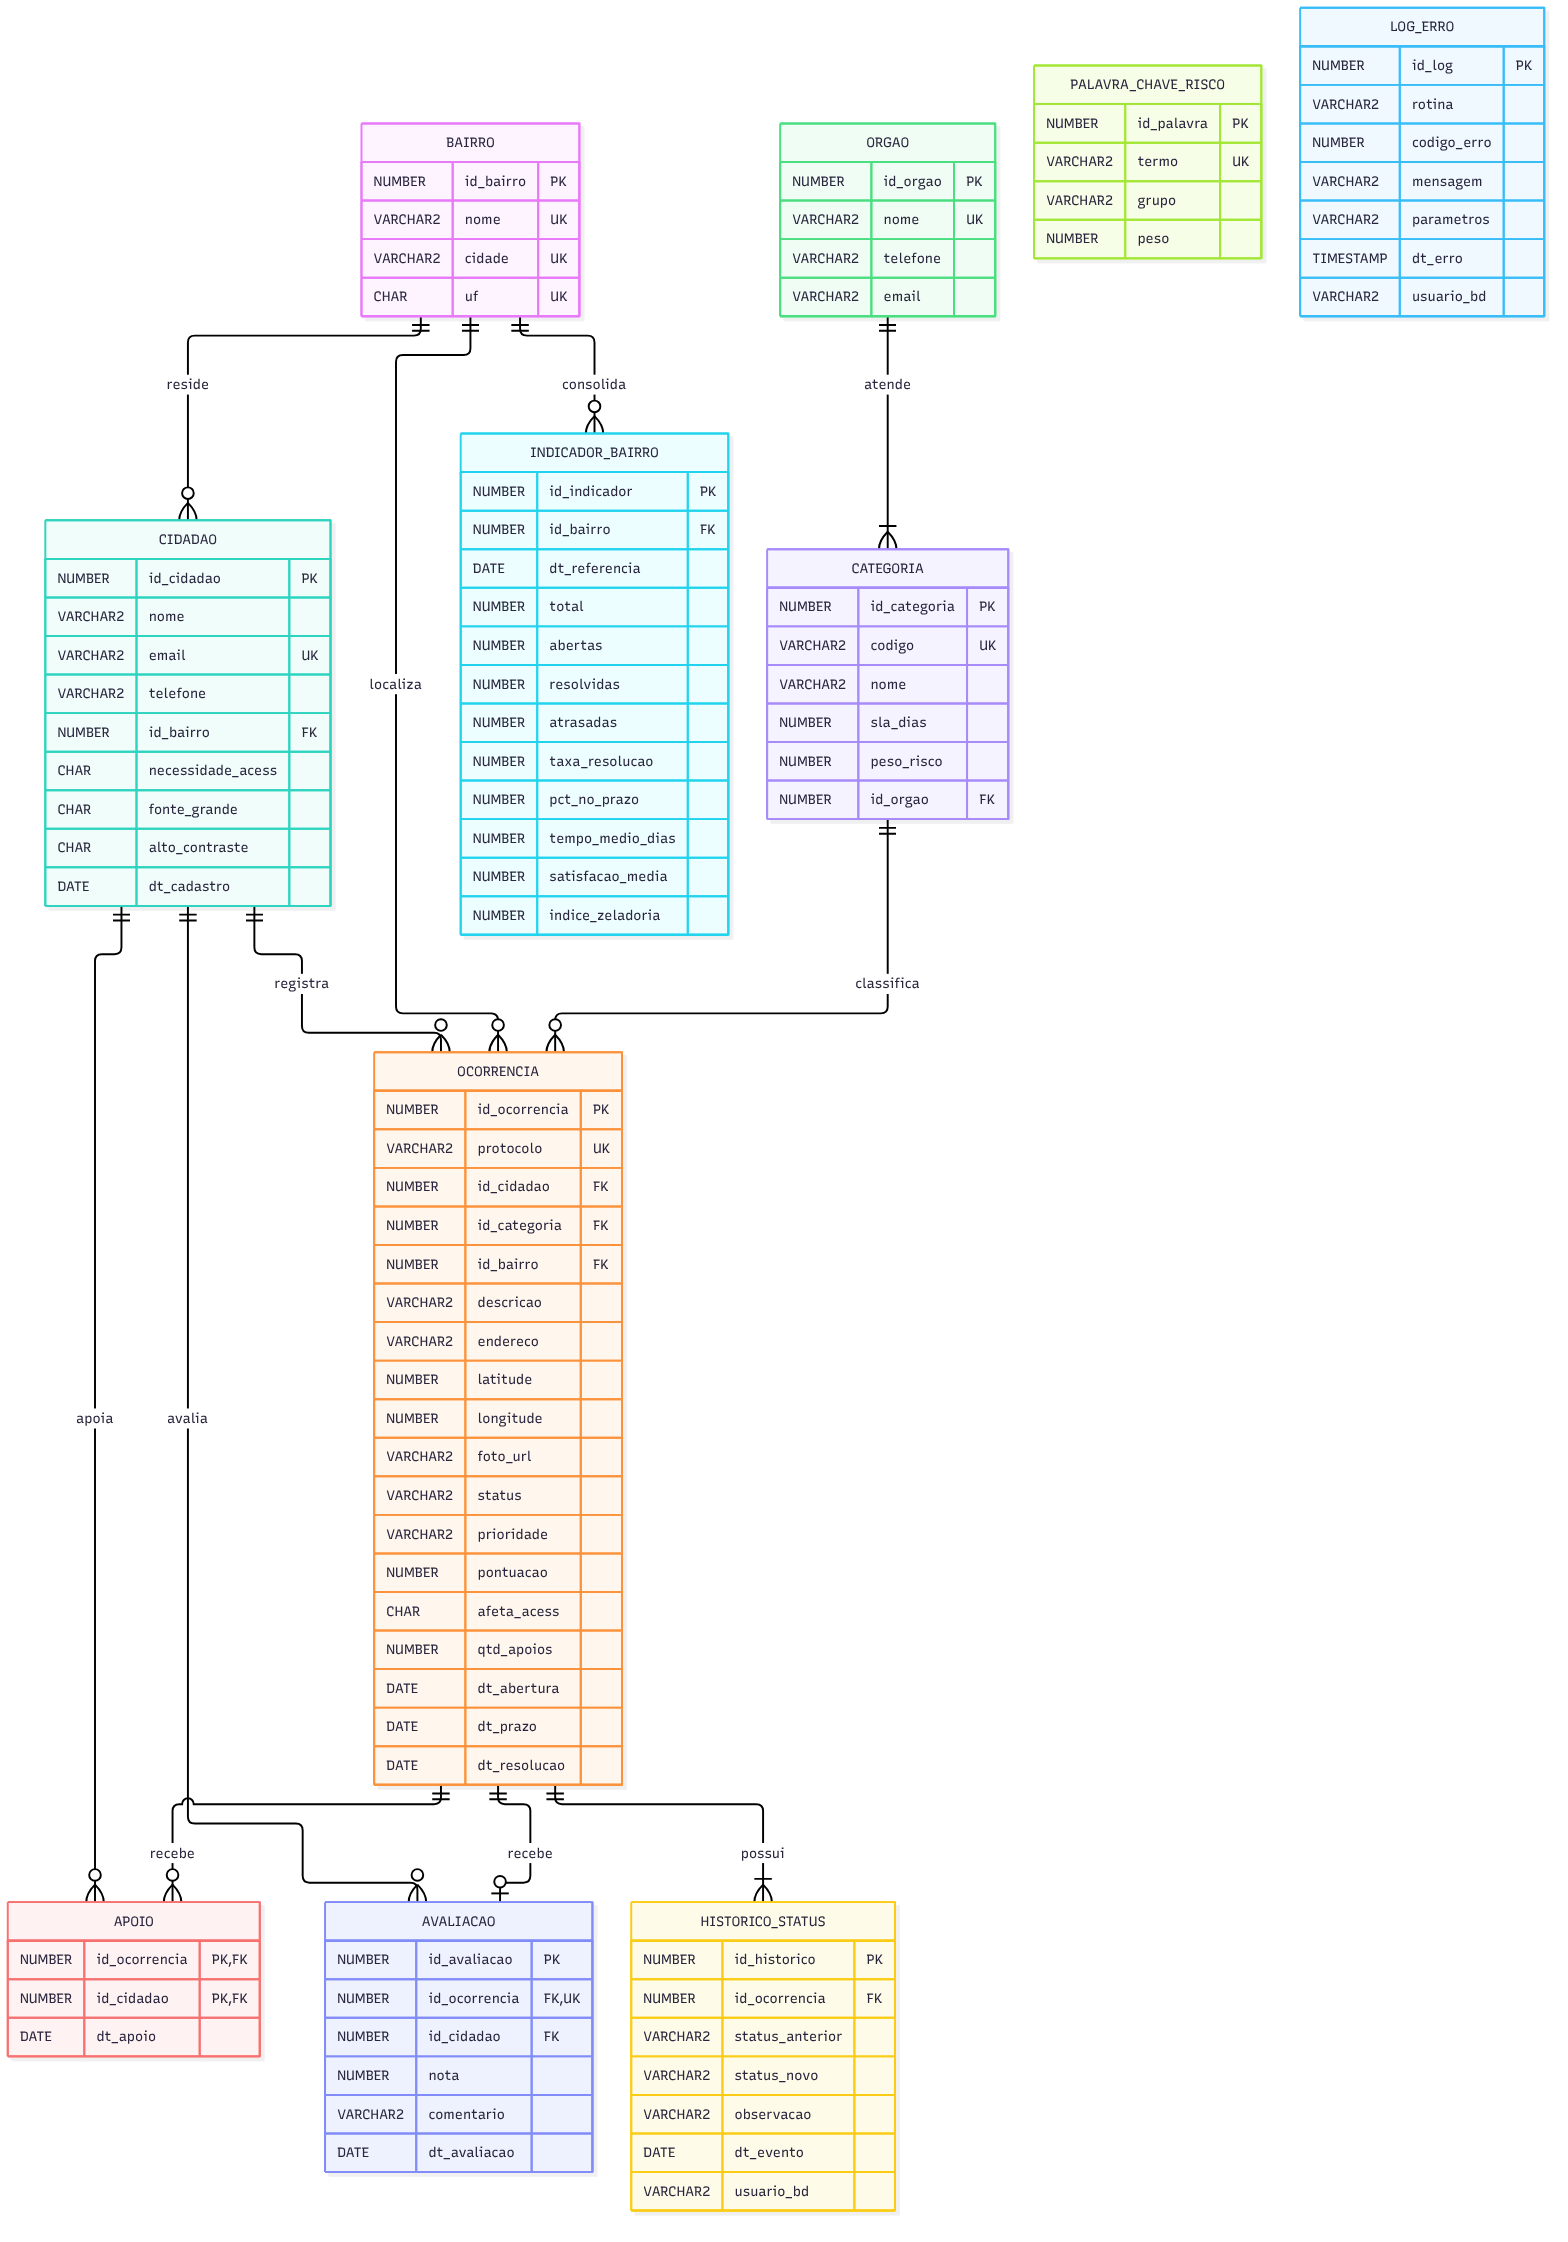 LOG_ERRO
NUMBER id_log PK
VARCHAR2 rotina
NUMBER codigo_erro
VARCHAR2 mensagem
VARCHAR2 parametros
TIMESTAMP dt_erro
VARCHAR2 usuario_bd
PALAVRA_CHAVE_RISCO
NUMBER id_palavra PK
VARCHAR2 termo UK
VARCHAR2 grupo
NUMBER peso
BAIRRO
NUMBER id_bairro PK
VARCHAR2 nome UK
VARCHAR2 cidade UK
CHAR uf UK
ORGAO
NUMBER id_orgao PK
VARCHAR2 nome UK
VARCHAR2 telefone
VARCHAR2 email
reside
consolida
atende
INDICADOR_BAIRRO
NUMBER id_indicador PK
NUMBER id_bairro FK
DATE dt_referencia
NUMBER total
NUMBER abertas
NUMBER resolvidas
NUMBER atrasadas
NUMBER taxa_resolucao
NUMBER pct_no_prazo
NUMBER tempo_medio_dias
NUMBER satisfacao_media
NUMBER indice_zeladoria
CIDADAO
NUMBER id_cidadao PK
VARCHAR2 nome
VARCHAR2 email UK
VARCHAR2 telefone
NUMBER id_bairro FK
CHAR necessidade_acess
CHAR fonte_grande
CHAR alto_contraste
DATE dt_cadastro
localiza
CATEGORIA
NUMBER id_categoria PK
VARCHAR2 codigo UK
VARCHAR2 nome
NUMBER sla_dias
NUMBER peso_risco
NUMBER id_orgao FK
registra
classifica
OCORRENCIA
NUMBER id_ocorrencia PK
VARCHAR2 protocolo UK
NUMBER id_cidadao FK
NUMBER id_categoria FK
NUMBER id_bairro FK
VARCHAR2 descricao
VARCHAR2 endereco
NUMBER latitude
NUMBER longitude
VARCHAR2 foto_url
VARCHAR2 status
VARCHAR2 prioridade
NUMBER pontuacao
CHAR afeta_acess
NUMBER qtd_apoios
DATE dt_abertura
DATE dt_prazo
DATE dt_resolucao
apoia
avalia
recebe
recebe
possui
APOIO
NUMBER id_ocorrencia PK,FK
NUMBER id_cidadao PK,FK
DATE dt_apoio
AVALIACAO
NUMBER id_avaliacao PK
NUMBER id_ocorrencia FK,UK
NUMBER id_cidadao FK
NUMBER nota
VARCHAR2 comentario
DATE dt_avaliacao
HISTORICO_STATUS
NUMBER id_historico PK
NUMBER id_ocorrencia FK
VARCHAR2 status_anterior
VARCHAR2 status_novo
VARCHAR2 observacao
DATE dt_evento
VARCHAR2 usuario_bd